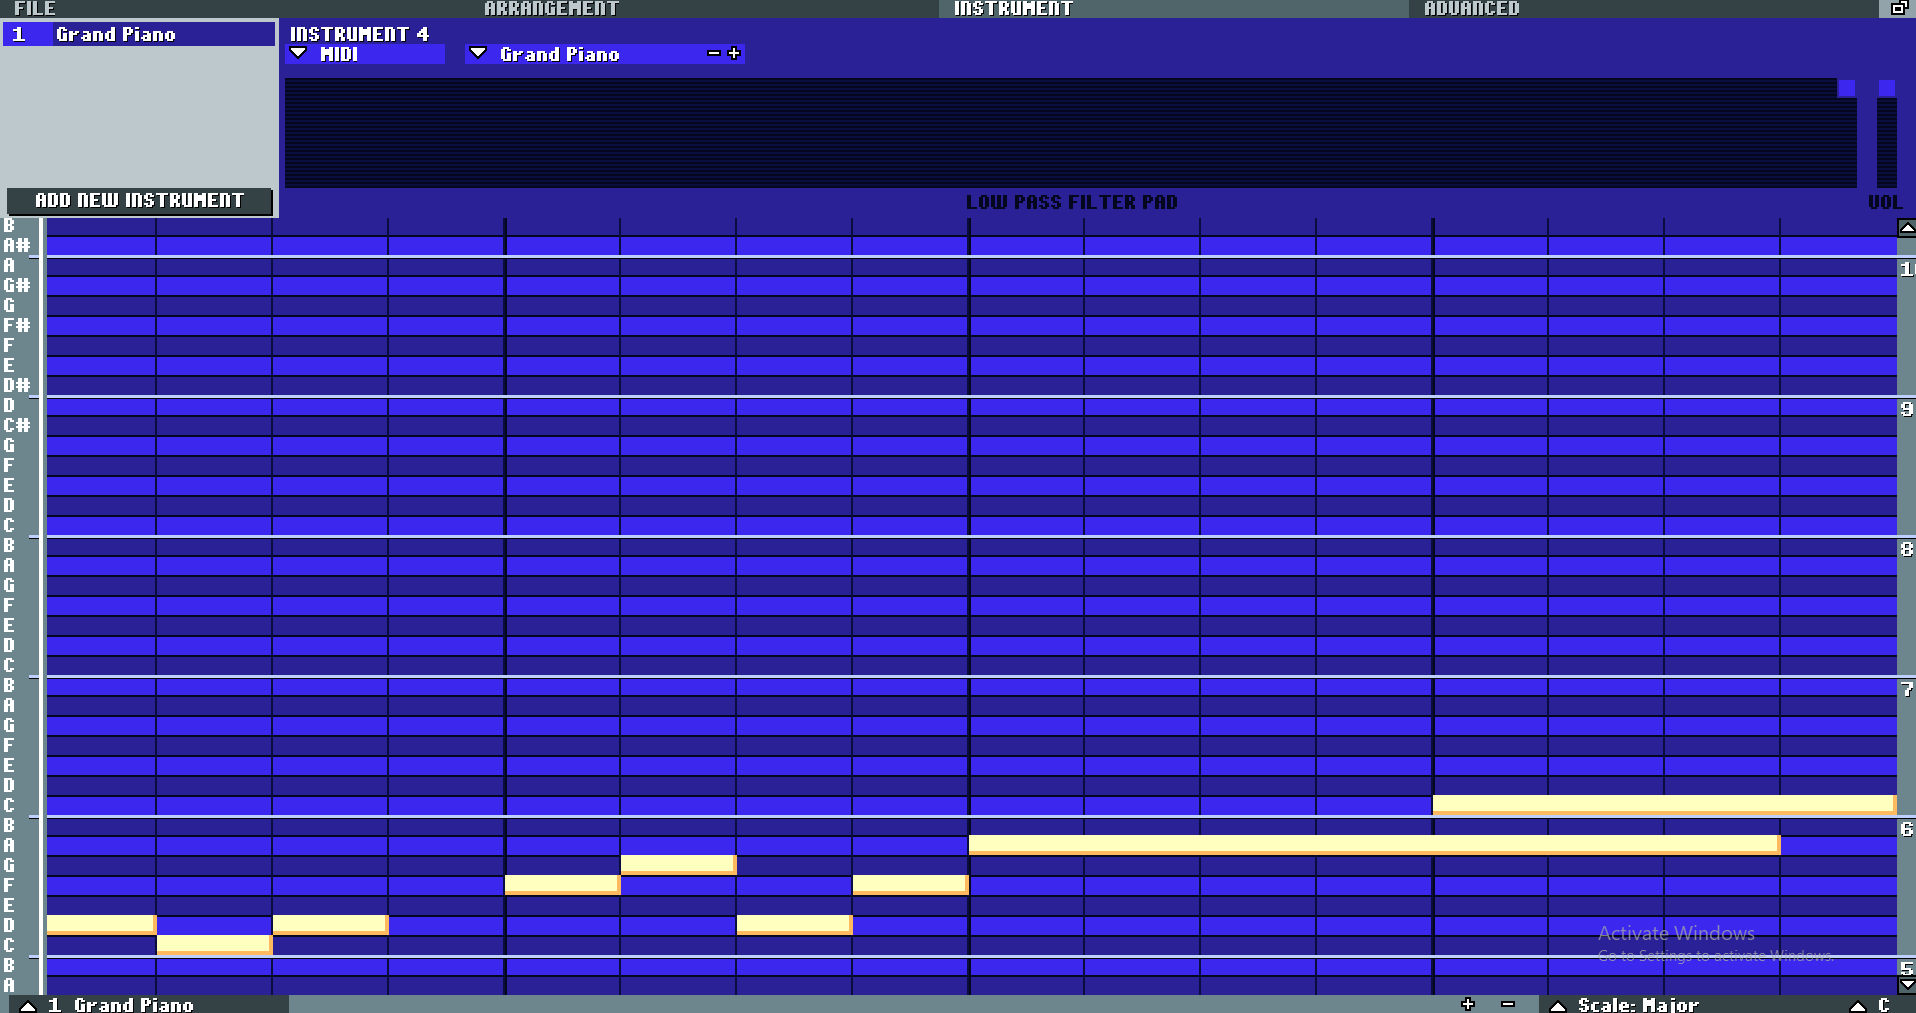 FILE ARRANGEMENT INSTRUMENT ADVANCED
1 Grand Piano
INSTRUMENT 4
MIDI Grand Piano - +
ADD NEW INSTRUMENT
LOW PASS FILTER PAD VOL
B
A#
A
10
G#
G
F#
F
E
D#
D
9
C#
G
F
E
D
C
B
8
A
G
F
E
D
C
B
7
A
G
F
E
D
C
B
6
A
G
F
E
D
Activate Windows
C
Go to Settings to activate Windows.
B
5
A
1 Grand Piano + - Scale: Major C